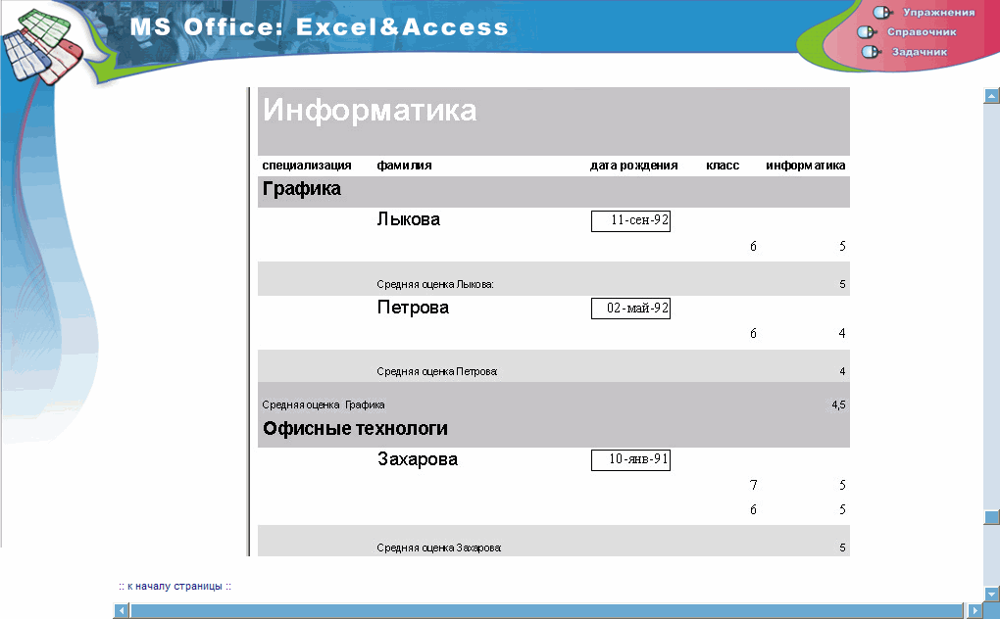 MS Office: Excel&Access
Упражнения
Справочник
Задачник
Информатика
специализация фамилия дата рождения класс информатика
Графика
Лыкова 11-сен-92
6 5
Средняя оценка Лыкова: 5
Петрова 02-май-92
6 4
Средняя оценка Петрова: 4
Средняя оценка Графика 4,5
Офисные технологи
Захарова 10-янв-91
7 5
6 5
Средняя оценка Захарова: 5
:: к началу страницы ::